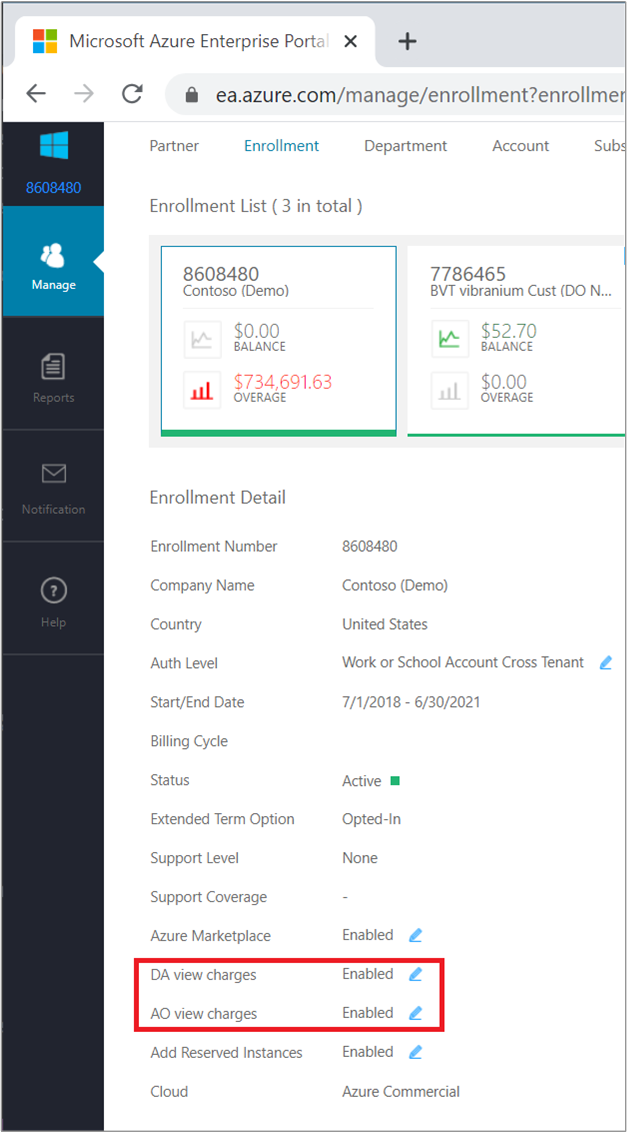 Microsoft Azure Enterprise Portal
ea.azure.com/manage/enrollment?enrollmen
8608480
Manage
Reports
Notification
Help
Partner Enrollment Department Account Subs
Enrollment List ( 3 in total )
8608480
Contoso (Demo)
$0.00
BALANCE
$734,691.63
OVERAGE
7786465
BVT vibranium Cust (DO N...
$52.70
BALANCE
$0.00
OVERAGE
Enrollment Detail
Enrollment Number 8608480
Company Name Contoso (Demo)
Country United States
Auth Level Work or School Account Cross Tenant
Start/End Date 7/1/2018 - 6/30/2021
Billing Cycle
Status Active
Extended Term Option Opted-In
Support Level None
Support Coverage -
Azure Marketplace Enabled
DA view charges Enabled
AO view charges Enabled
Add Reserved Instances Enabled
Cloud Azure Commercial